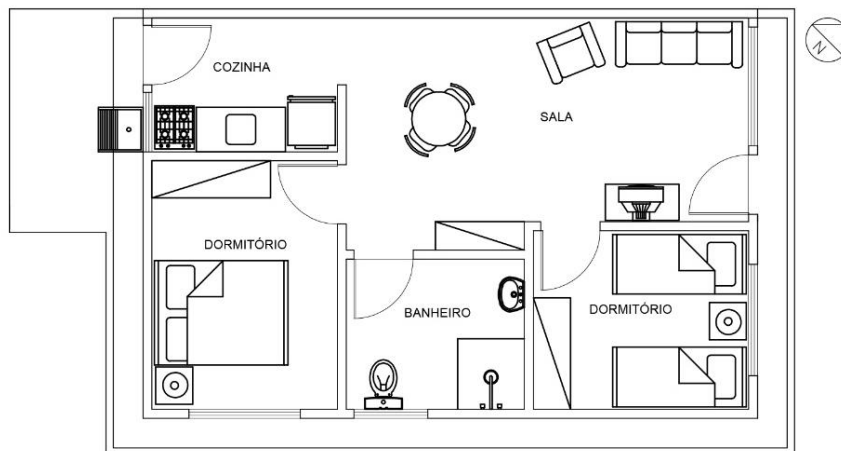 COZINHA
N
SALA
DORMITÓRIO
BANHEIRO
DORMITÓRIO